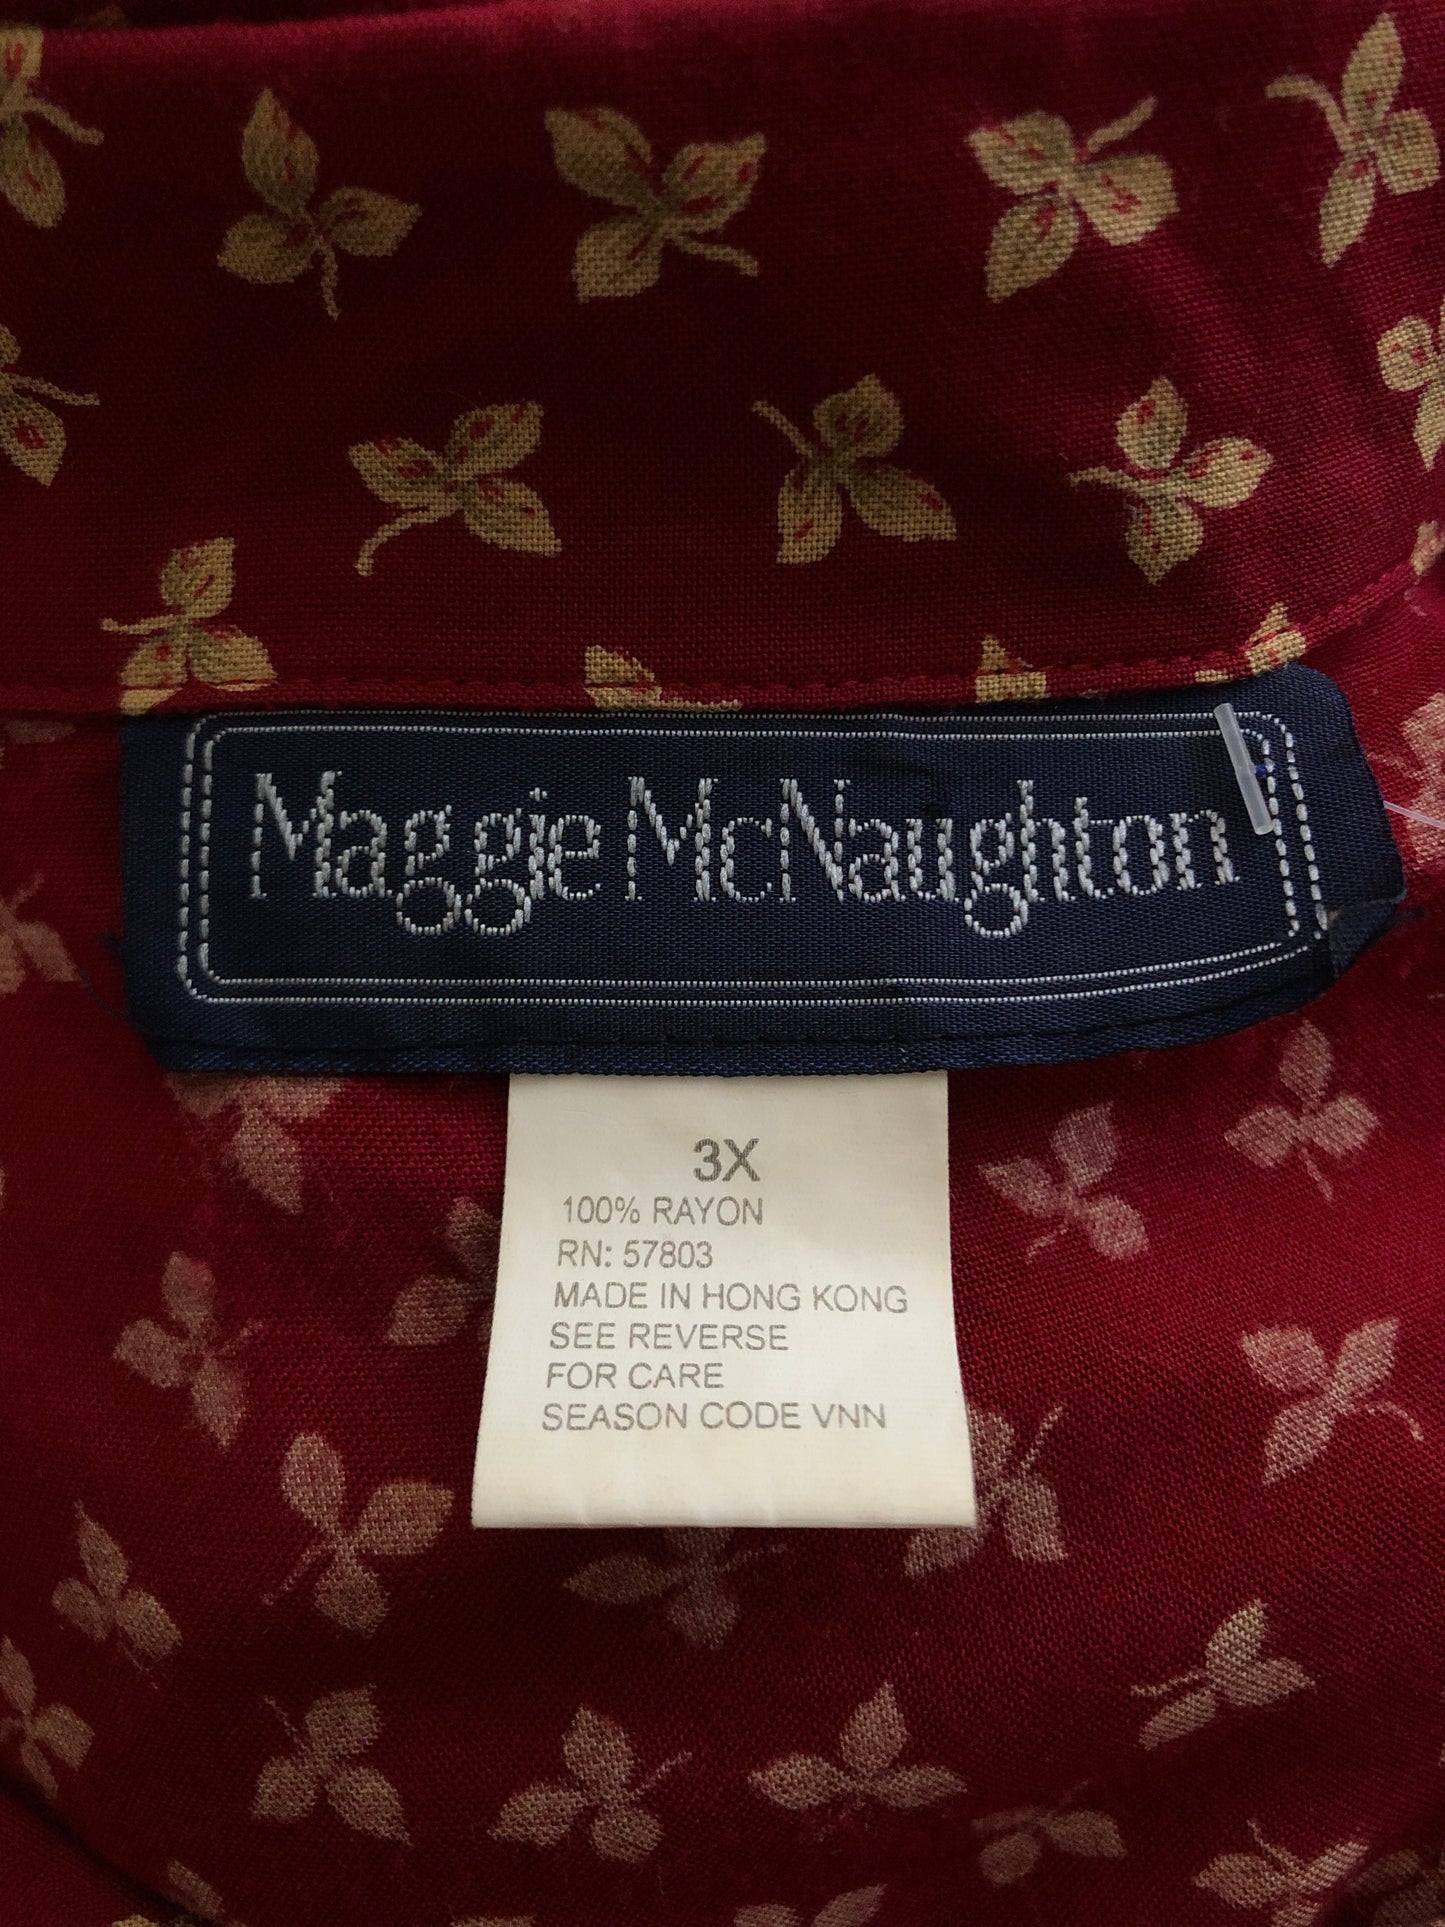 Maggie McNaughton
3X
100% RAYON
RN: 57803
MADE IN HONG KONG
SEE REVERSE
FOR CARE
SEASON CODE VNN